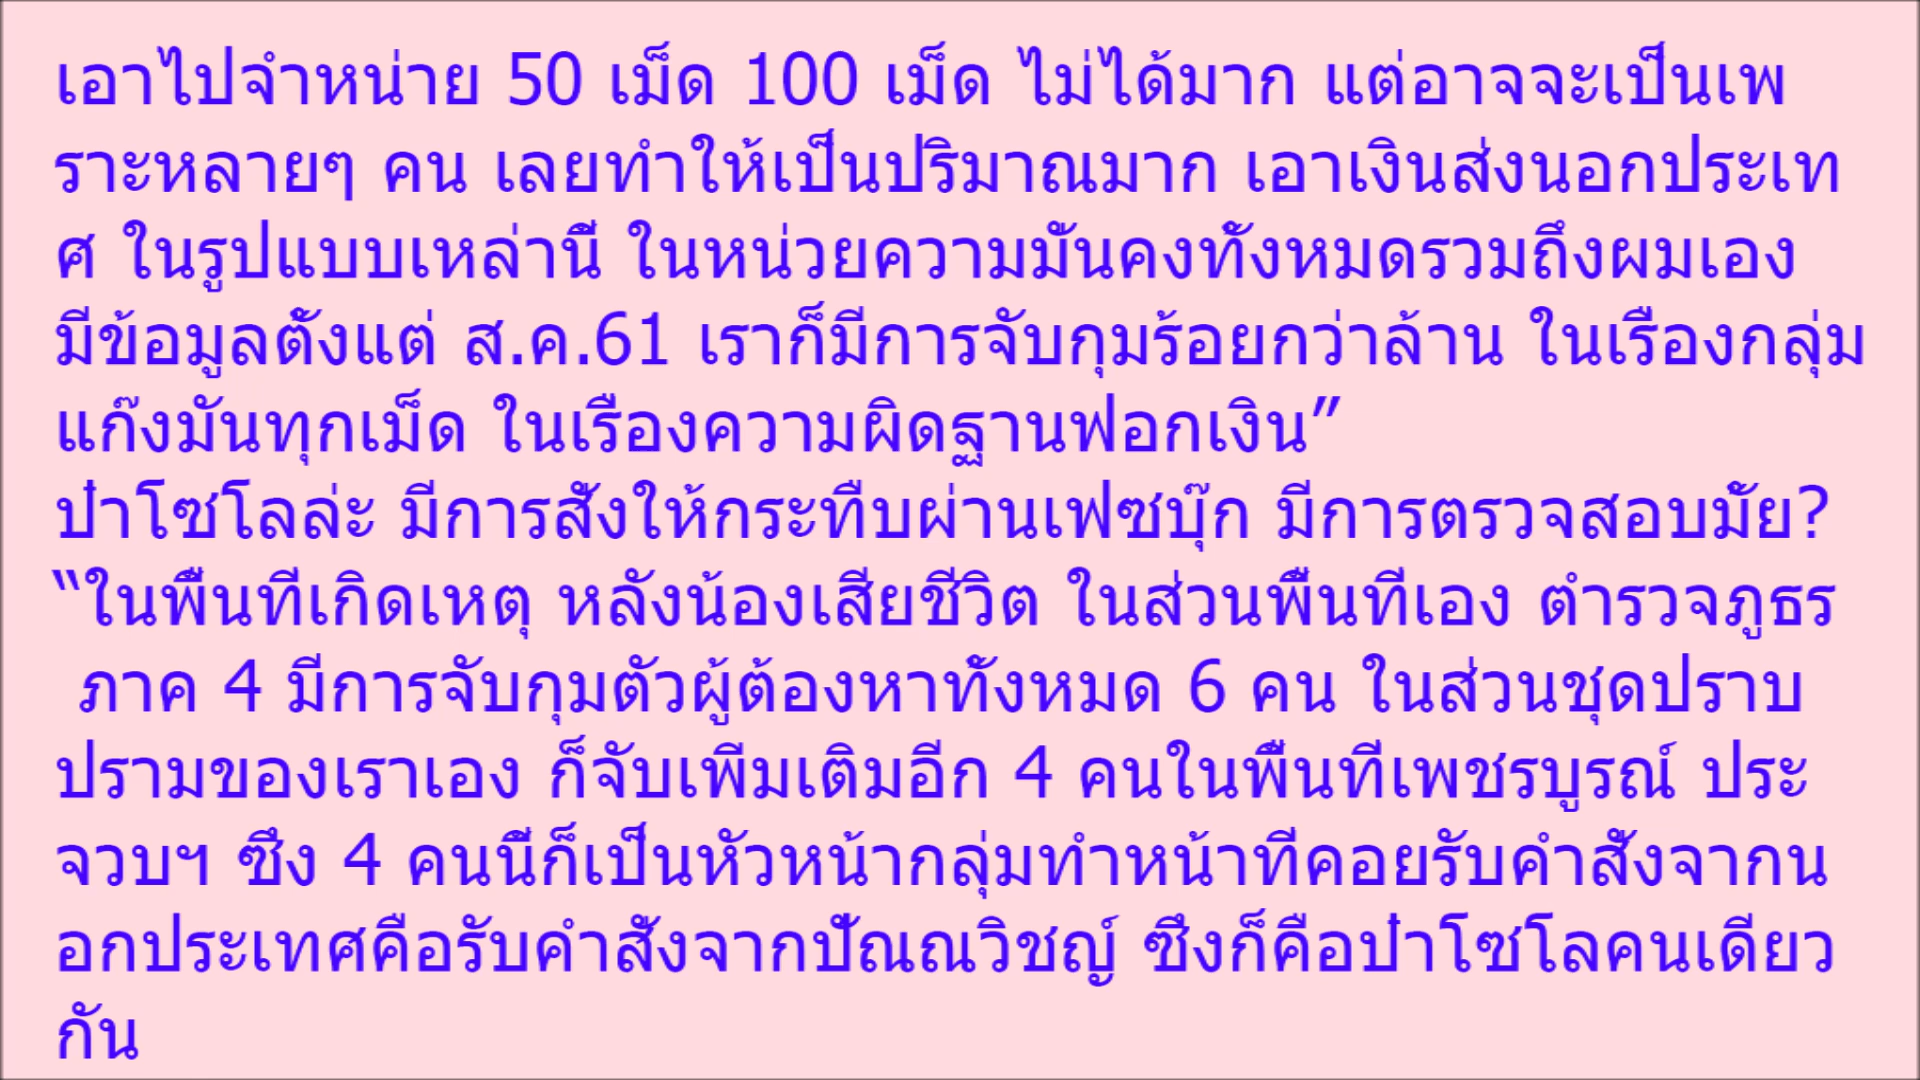 เอาไปจำหน่าย 50 เม็ด 100 เม็ด ไม่ได้มาก แต่อาจจะเป็นเพ
ราะหลายๆ คน เลยทำให้เป็นปริมาณมาก เอาเงินส่งนอกประเท
ศ ในรูปแบบเหล่านี้ ในหน่วยความมั่นคงทั้งหมดรวมถึงผมเอง
มีข้อมูลตั้งแต่ ส.ค.61 เราก็มีการจับกุมร้อยกว่าล้าน ในเรื่องกลุ่ม
แก๊งมันทุกเม็ด ในเรื่องความผิดฐานฟอกเงิน”
ป๋าโซโลล่ะ มีการสั่งให้กระทืบผ่านเฟซบุ๊ก มีการตรวจสอบมั้ย?
“ในพื้นที่เกิดเหตุ หลังน้องเสียชีวิต ในส่วนพื้นที่เอง ตำรวจภูธร
ภาค 4 มีการจับกุมตัวผู้ต้องหาทั้งหมด 6 คน ในส่วนชุดปราบ
ปรามของเราเอง ก็จับเพิ่มเติมอีก 4 คนในพื้นที่เพชรบูรณ์ ประ
จวบฯ ซึ่ง 4 คนนี้ก็เป็นหัวหน้ากลุ่มทำหน้าที่คอยรับคำสั่งจากน
อกประเทศคือรับคำสั่งจากปัณณวิชญ์ ซึ่งก็คือป๋าโซโลคนเดียว
กัน